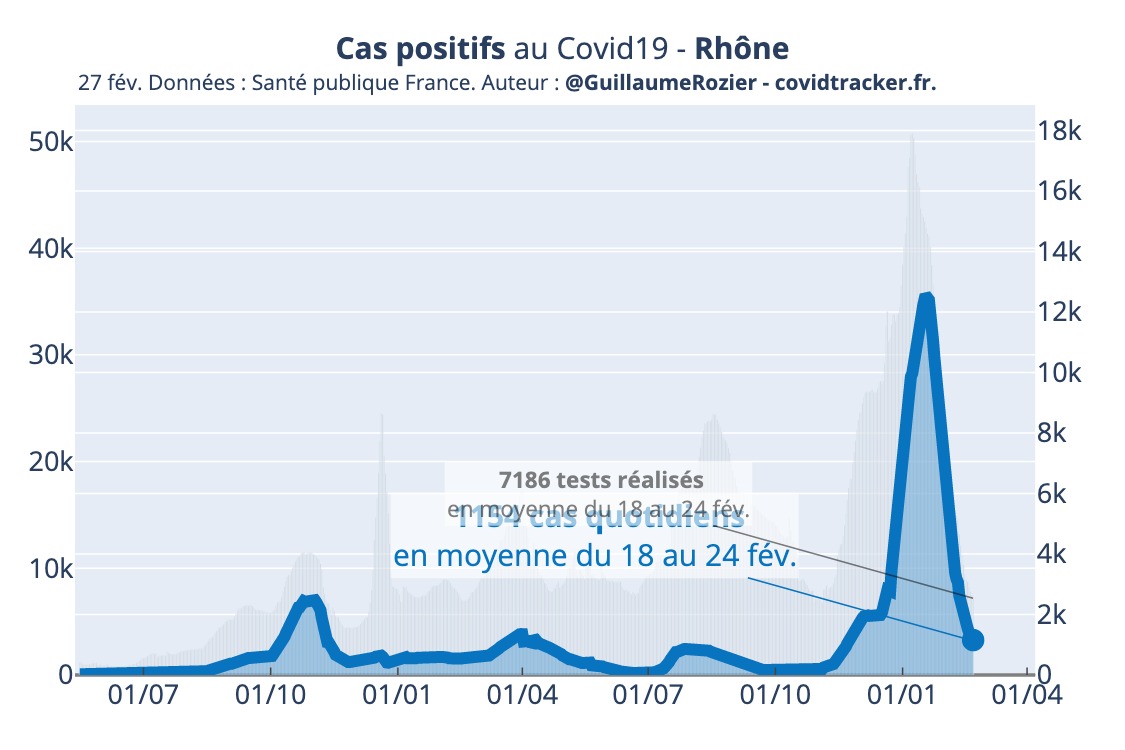 Cas positifs au Covid19 - Rhône
27 fév. Données : Santé publique France. Auteur : @GuillaumeRozier - covidtracker.fr.
50k
40k
30k
20k
10k
0
18k
16k
14k
12k
10k
8k
6k
4k
2k
0
7186 tests réalisés
en moyenne du 18 au 24 fév.
1154 cas quotidiens
en moyenne du 18 au 24 fév.
01/07 01/10 01/01 01/04 01/07 01/10 01/01 01/04